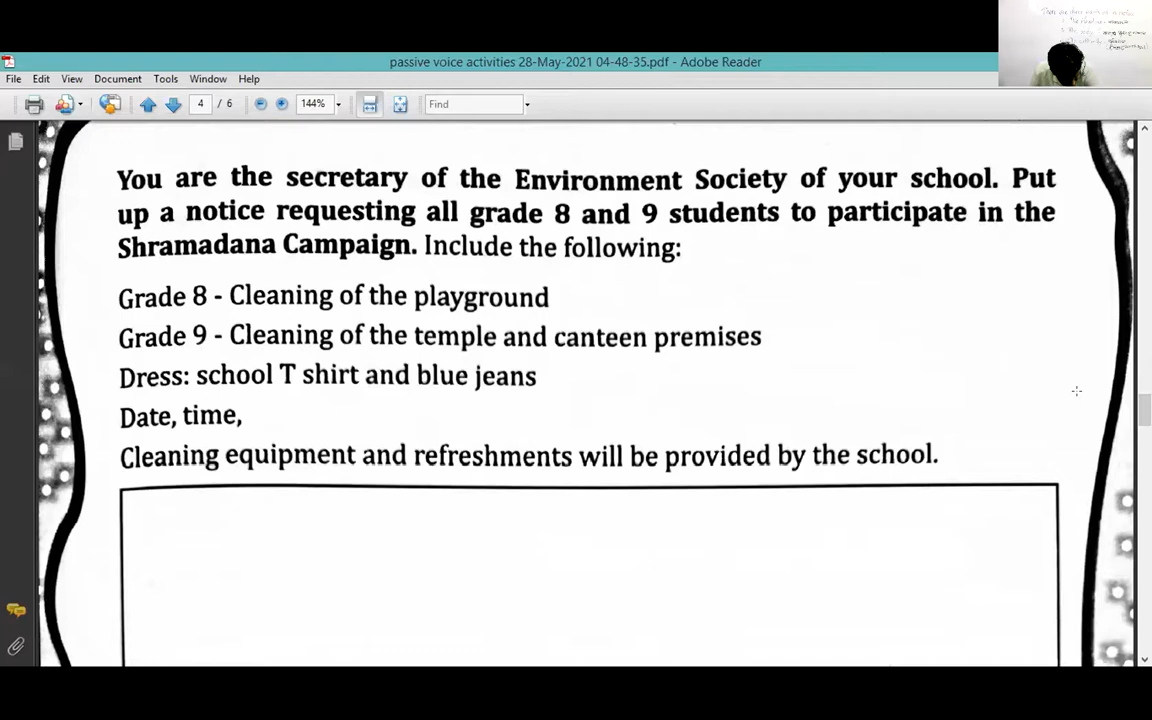 passive voice activities 28-May-2021 04-48-35.pdf - Adobe Reader
File Edit View Document Tools Window Help
4 / 6 144% Find
You are the secretary of the Environment Society of your school. Put
up a notice requesting all grade 8 and 9 students to participate in the
Shramadana Campaign. Include the following:
Grade 8 - Cleaning of the playground
Grade 9 - Cleaning of the temple and canteen premises
Dress: school T shirt and blue jeans
Date, time,
Cleaning equipment and refreshments will be provided by the school.